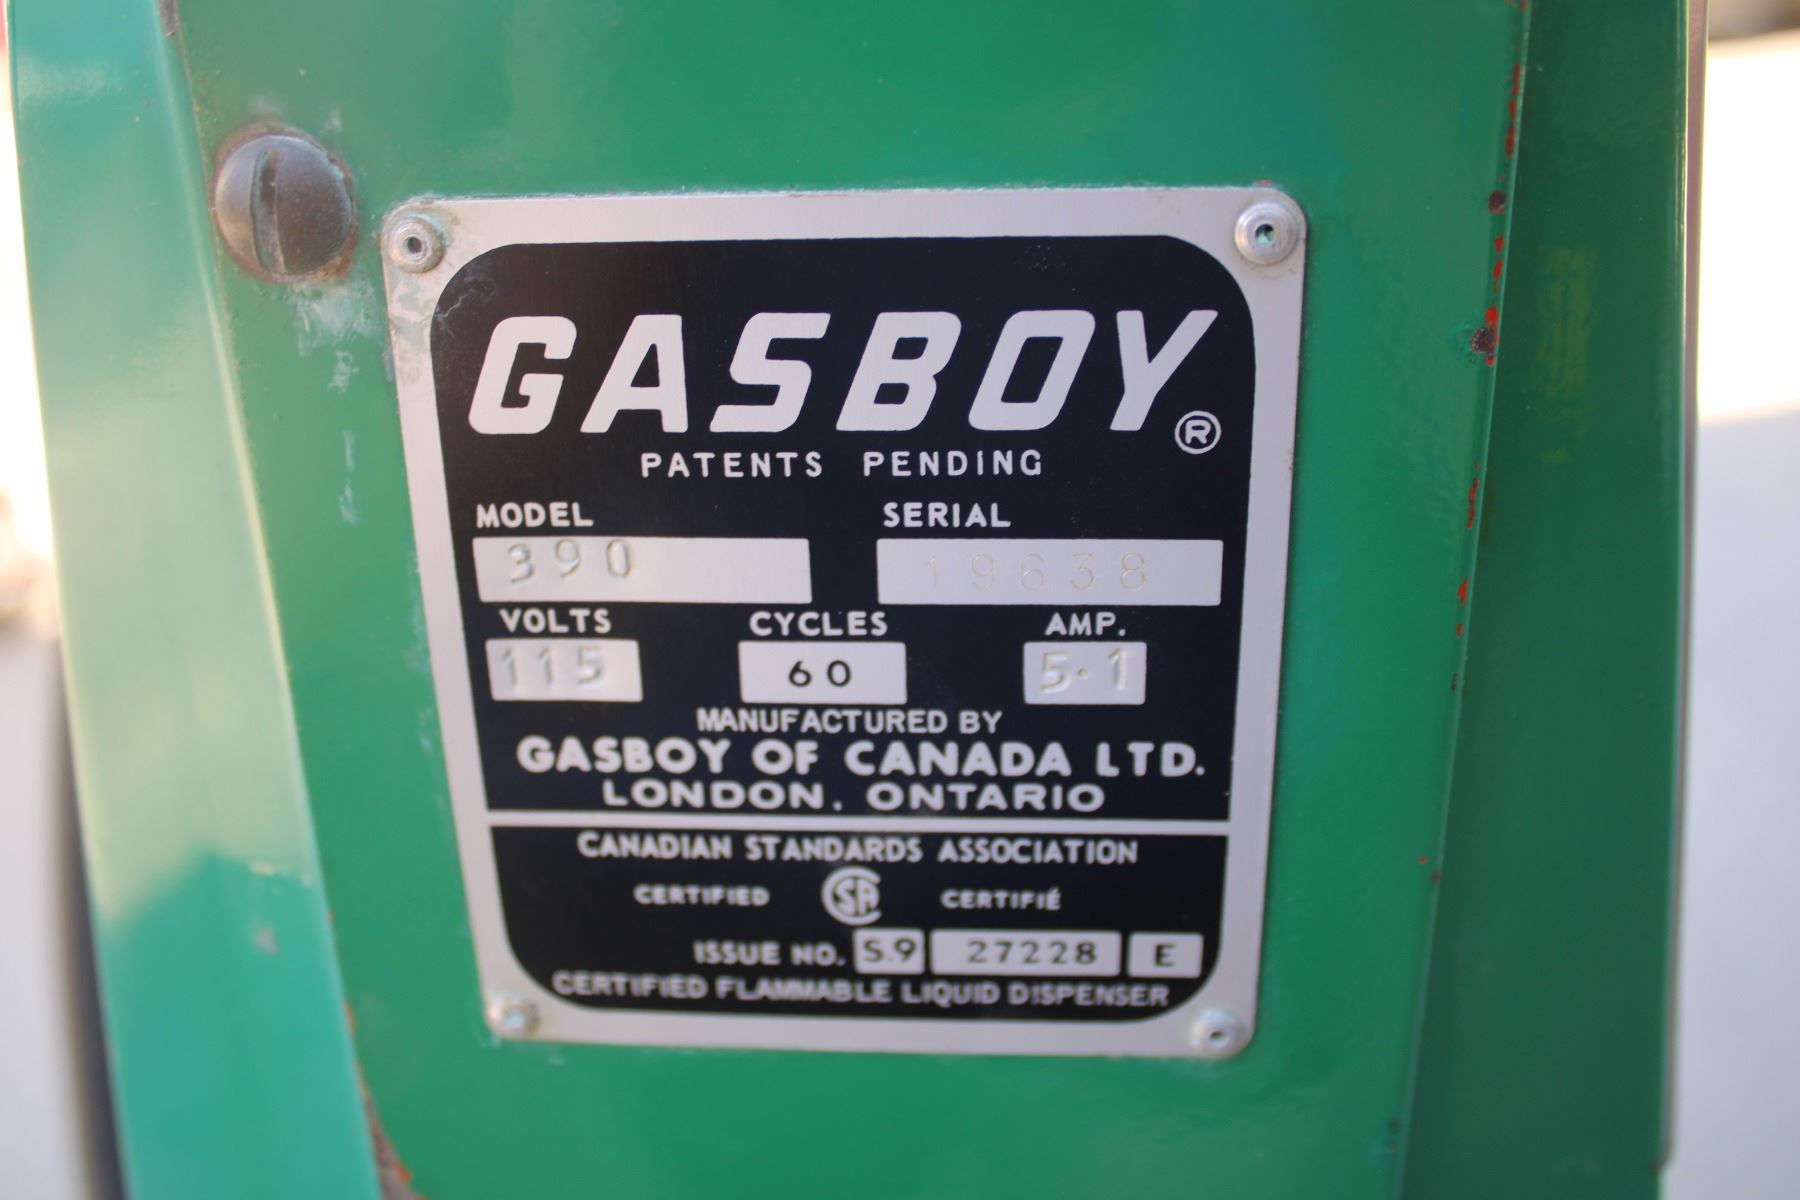 GASBOY®
PATENTS PENDING
MODEL SERIAL
390 19638
VOLTS CYCLES AMP.
115 60 5.1
MANUFACTURED BY
GASBOY OF CANADA LTD.
LONDON, ONTARIO
CANADIAN STANDARDS ASSOCIATION
CERTIFIED CSA CERTIFIÉ
ISSUE NO. S.9 27228 E
CERTIFIED FLAMMABLE LIQUID DISPENSER